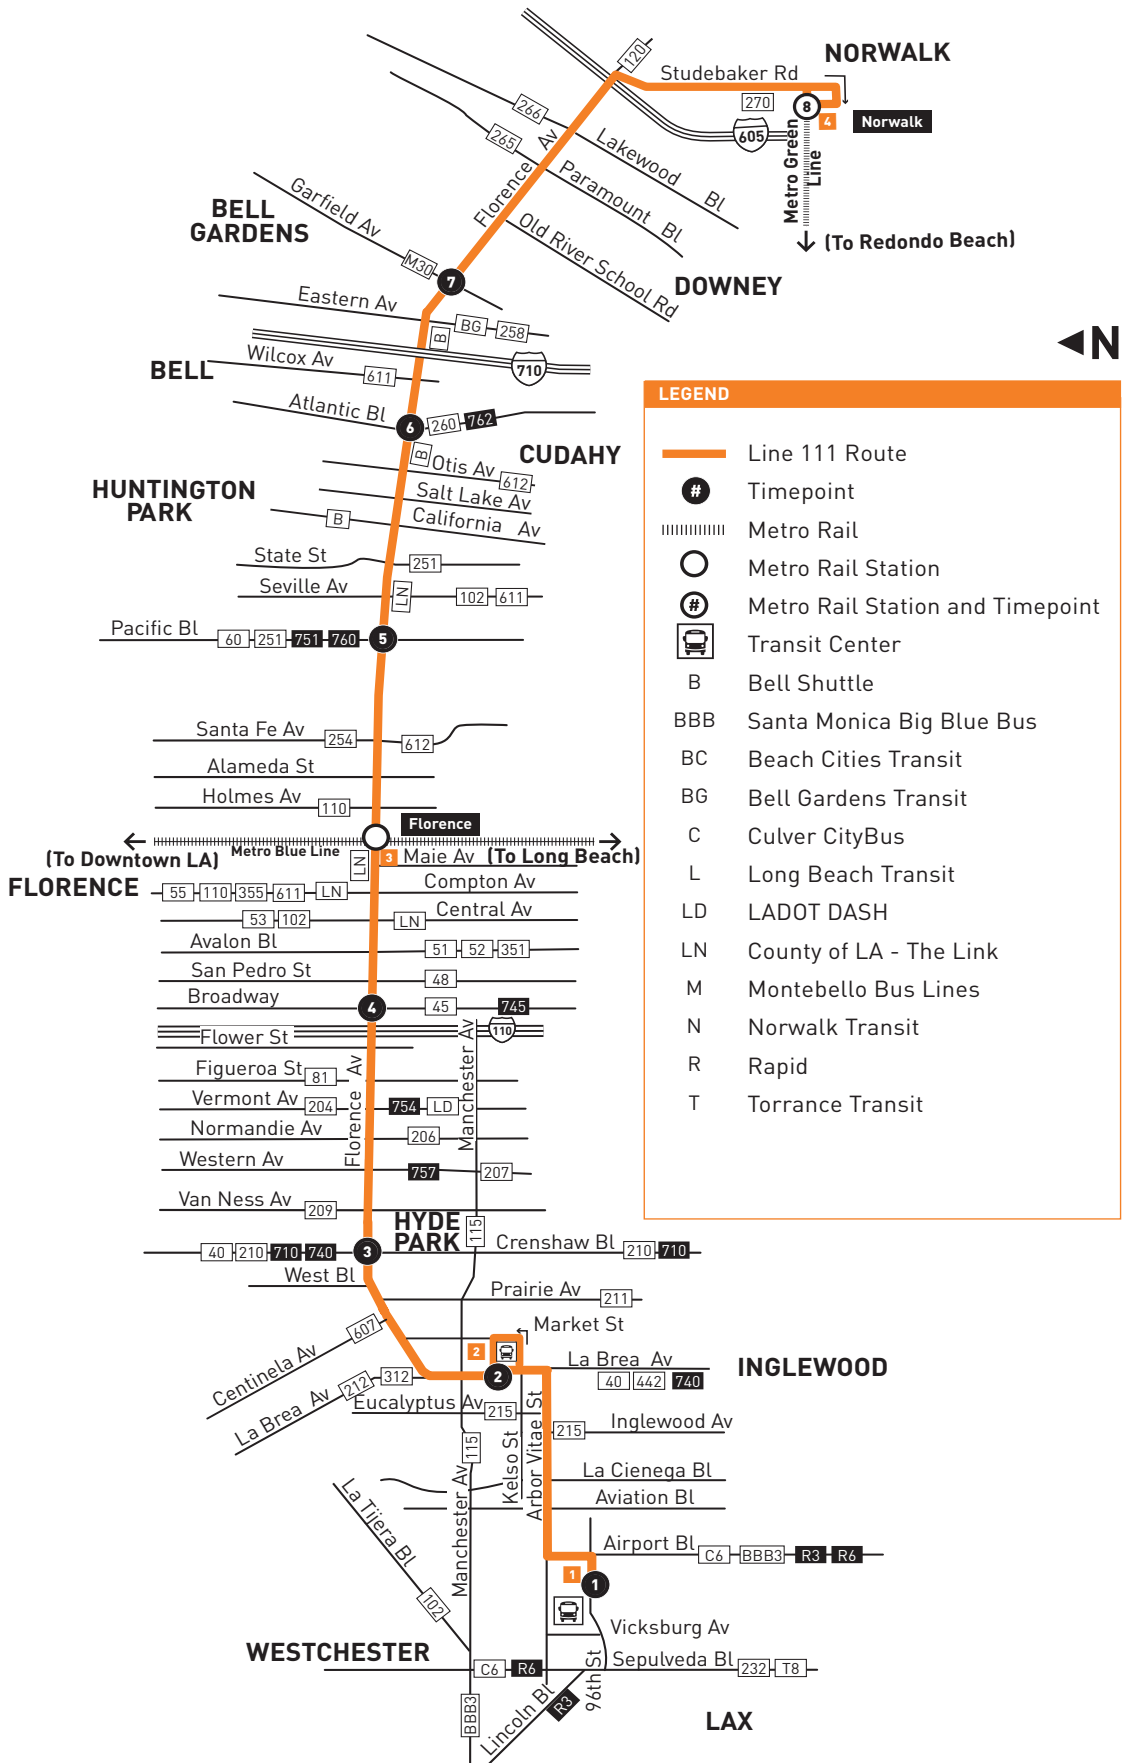 NORWALK
120
Studebaker Rd
270
8
4
Norwalk
605
Metro Green
Line
(To Redondo Beach)
266
265
Lakewood Bl
Paramount Bl
Florence Av
Old River School Rd
DOWNEY
Garfield Av
M30
7
BELL
GARDENS
Eastern Av
BG
258
B
N
BELL
Wilcox Av
611
710
Atlantic Bl
6
260
762
CUDAHY
B
Otis Av
612
HUNTINGTON
PARK
Salt Lake Av
B
California Av
State St
251
Seville Av
LN
102
611
Pacific Bl
60
251
751
760
5
Santa Fe Av
254
612
Alameda St
Holmes Av
110
Florence
(To Downtown LA)
Metro Blue Line
LN
3
Maie Av
(To Long Beach)
FLORENCE
55
110
355
611
LN
Compton Av
53
102
LN
Central Av
Avalon Bl
51
52
351
San Pedro St
48
Broadway
4
45
745
110
Flower St
Manchester Av
Figueroa St
81
Florence Av
Vermont Av
204
754
LD
Normandie Av
206
Western Av
757
207
Van Ness Av
209
HYDE
PARK
115
40
210
710
740
3
Crenshaw Bl
210
710
West Bl
Prairie Av
211
607
Centinela Av
Market St
2
2
La Brea Av
40
442
740
INGLEWOOD
212
312
La Brea Av
Eucalyptus Av
215
215
Inglewood Av
115
Kelso St
Arbor Vitae St
La Cienega Bl
Manchester Av
Aviation Bl
La Tijera Bl
102
Airport Bl
C6
BBB3
R3
R6
1
1
Vicksburg Av
WESTCHESTER
C6
R6
Sepulveda Bl
232
T8
96th St
BBB3
Lincoln Bl
R3
LAX
LEGEND
Line 111 Route
# Timepoint
Metro Rail
Metro Rail Station
# Metro Rail Station and Timepoint
Transit Center
B Bell Shuttle
BBB Santa Monica Big Blue Bus
BC Beach Cities Transit
BG Bell Gardens Transit
C Culver CityBus
L Long Beach Transit
LD LADOT DASH
LN County of LA - The Link
M Montebello Bus Lines
N Norwalk Transit
R Rapid
T Torrance Transit